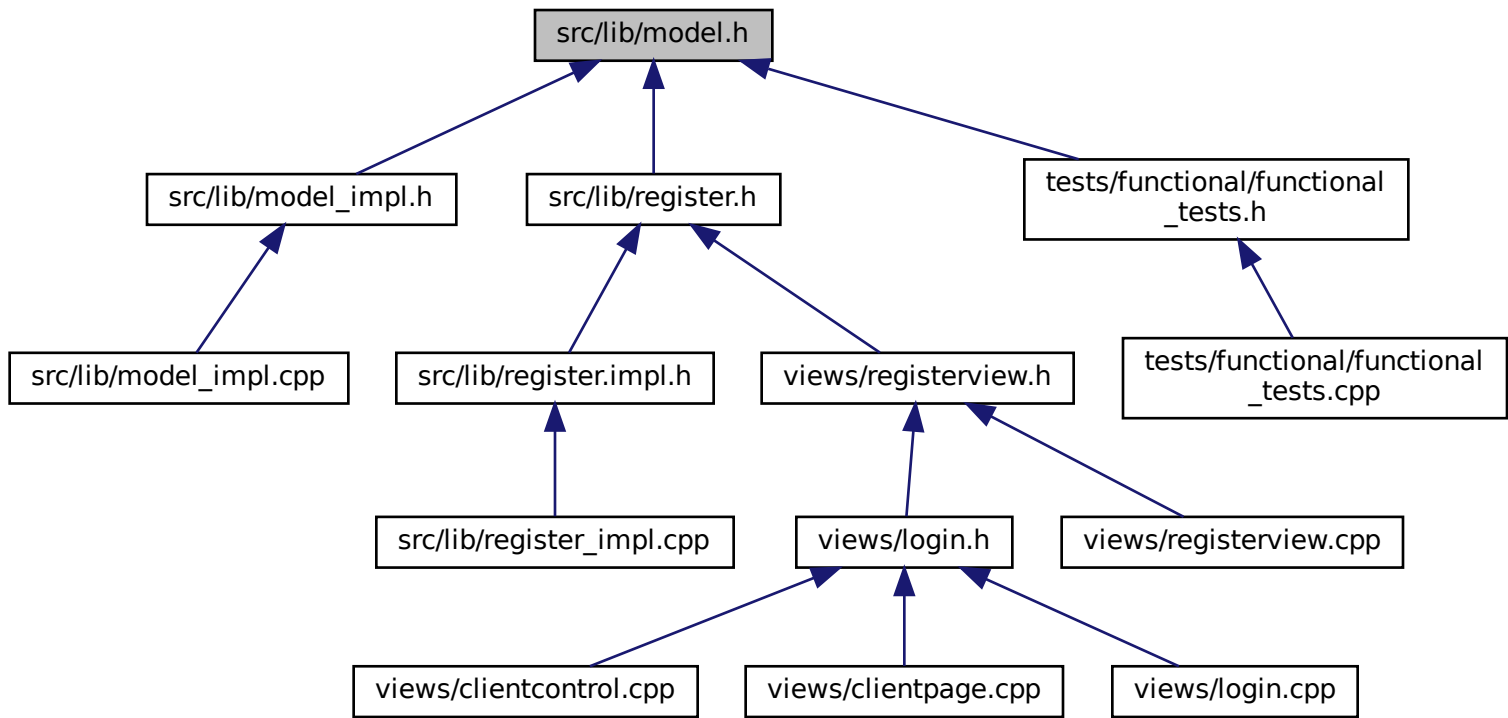 src/lib/model.h
src/lib/model_impl.h
src/lib/register.h
tests/functional/functional
_tests.h
src/lib/model_impl.cpp
src/lib/register.impl.h
views/registerview.h
tests/functional/functional
_tests.cpp
src/lib/register_impl.cpp
views/login.h
views/registerview.cpp
views/clientcontrol.cpp
views/clientpage.cpp
views/login.cpp